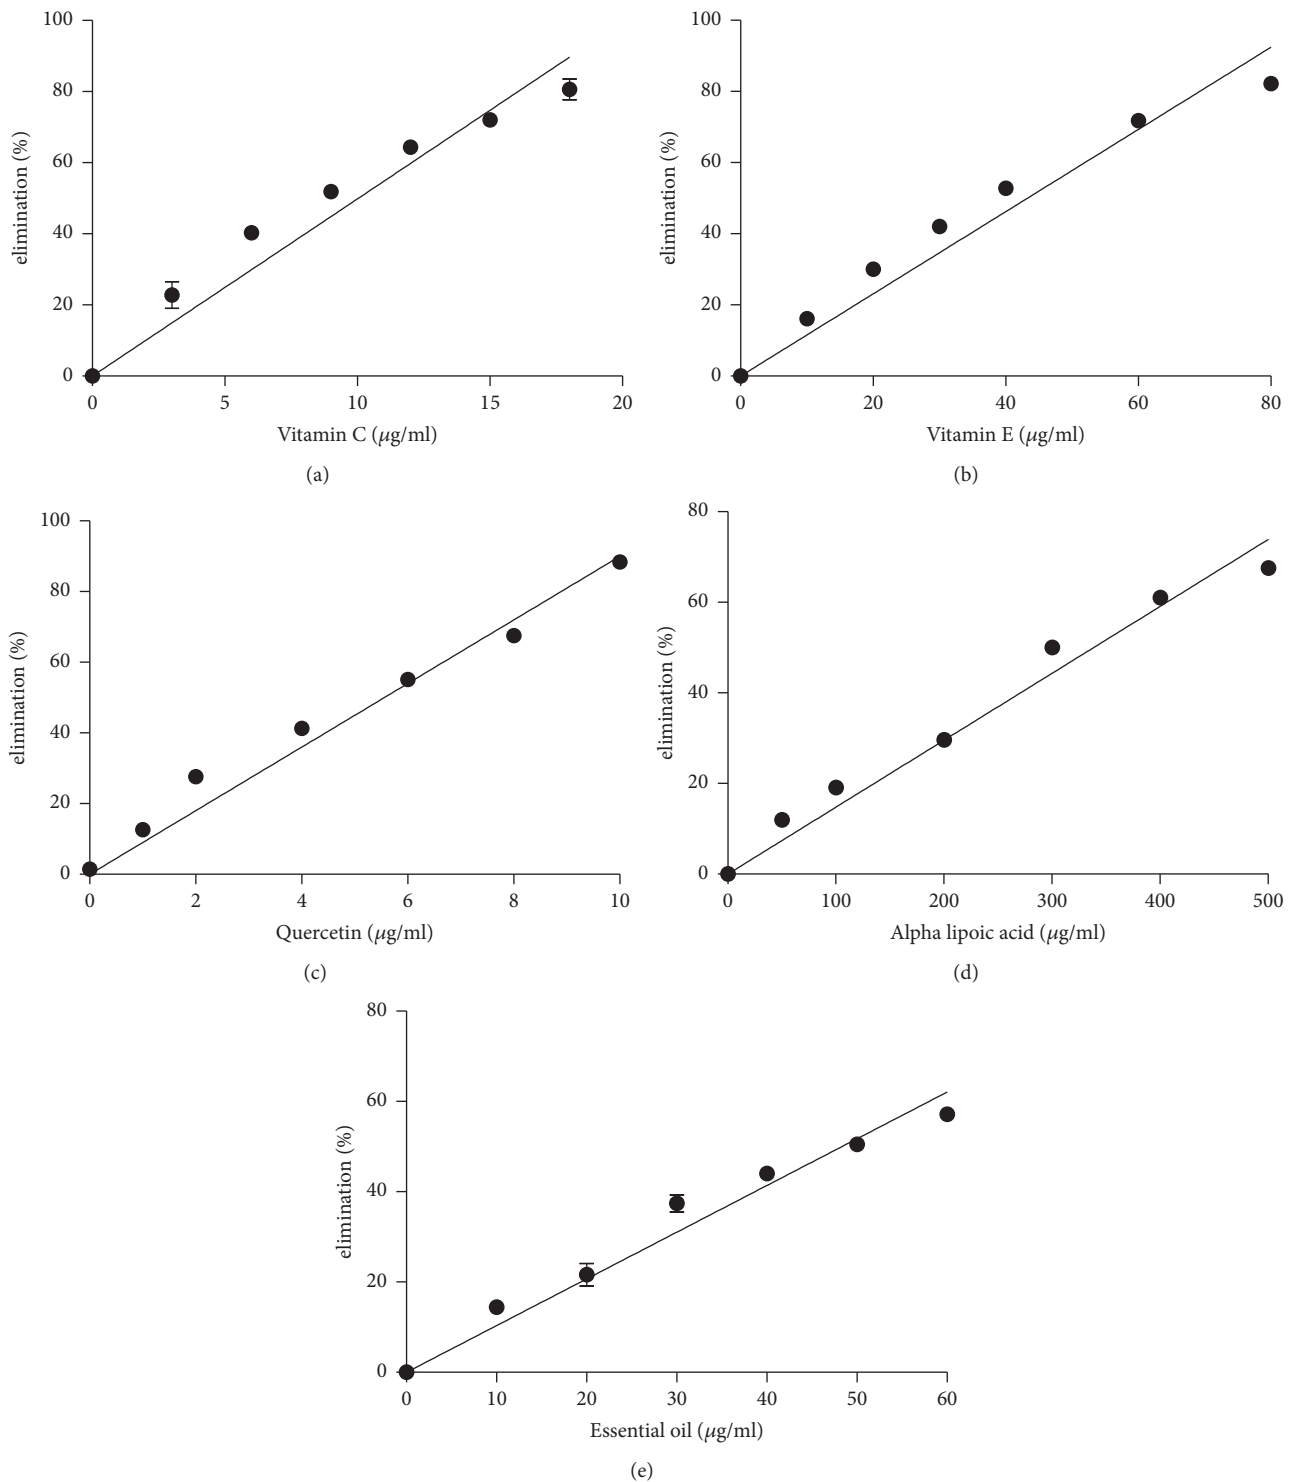 100
80
60
40
20
0
elimination (%)
0 5 10 15 20
Vitamin C (μg/ml)
(a)
100
80
60
40
20
0
elimination (%)
0 20 40 60 80
Vitamin E (μg/ml)
(b)
100
80
60
40
20
0
elimination (%)
0 2 4 6 8 10
Quercetin (μg/ml)
(c)
80
60
40
20
0
elimination (%)
0 100 200 300 400 500
Alpha lipoic acid (μg/ml)
(d)
80
60
40
20
0
elimination (%)
0 10 20 30 40 50 60
Essential oil (μg/ml)
(e)